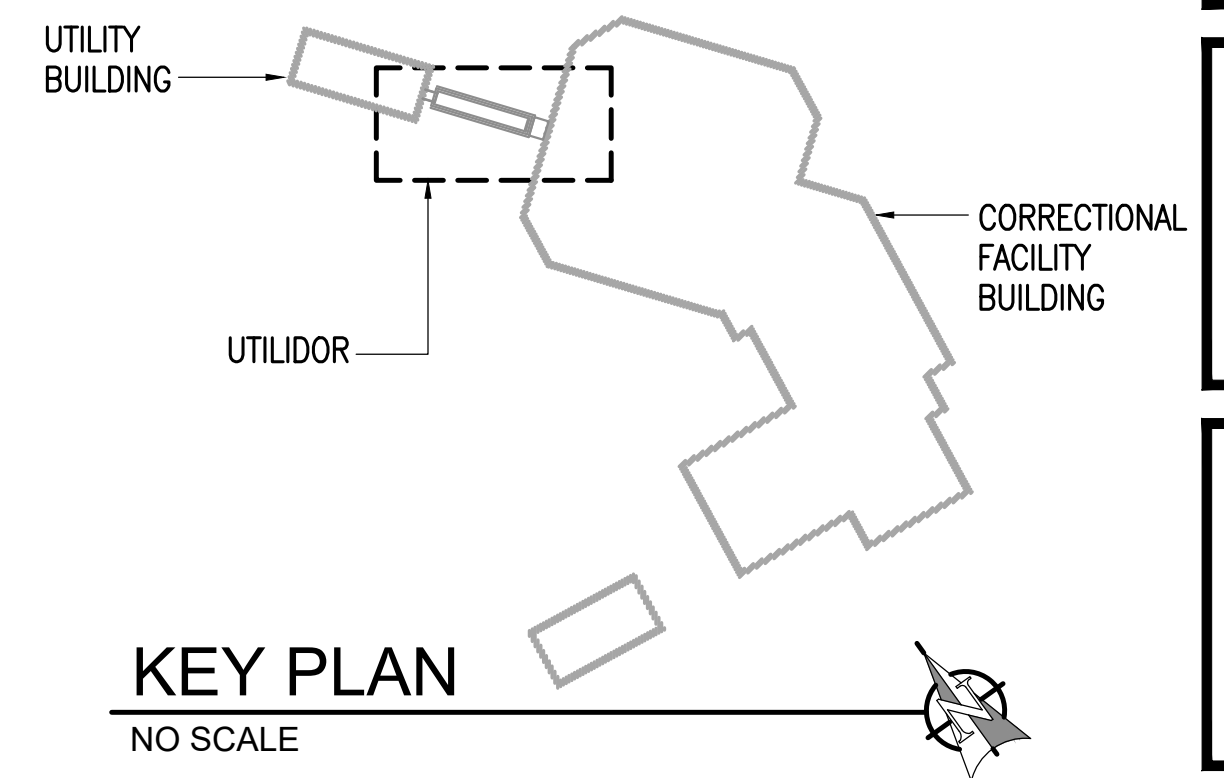 UTILITY
BUILDING
CORRECTIONAL
FACILITY
BUILDING
UTILIDOR
KEY PLAN
NO SCALE
N